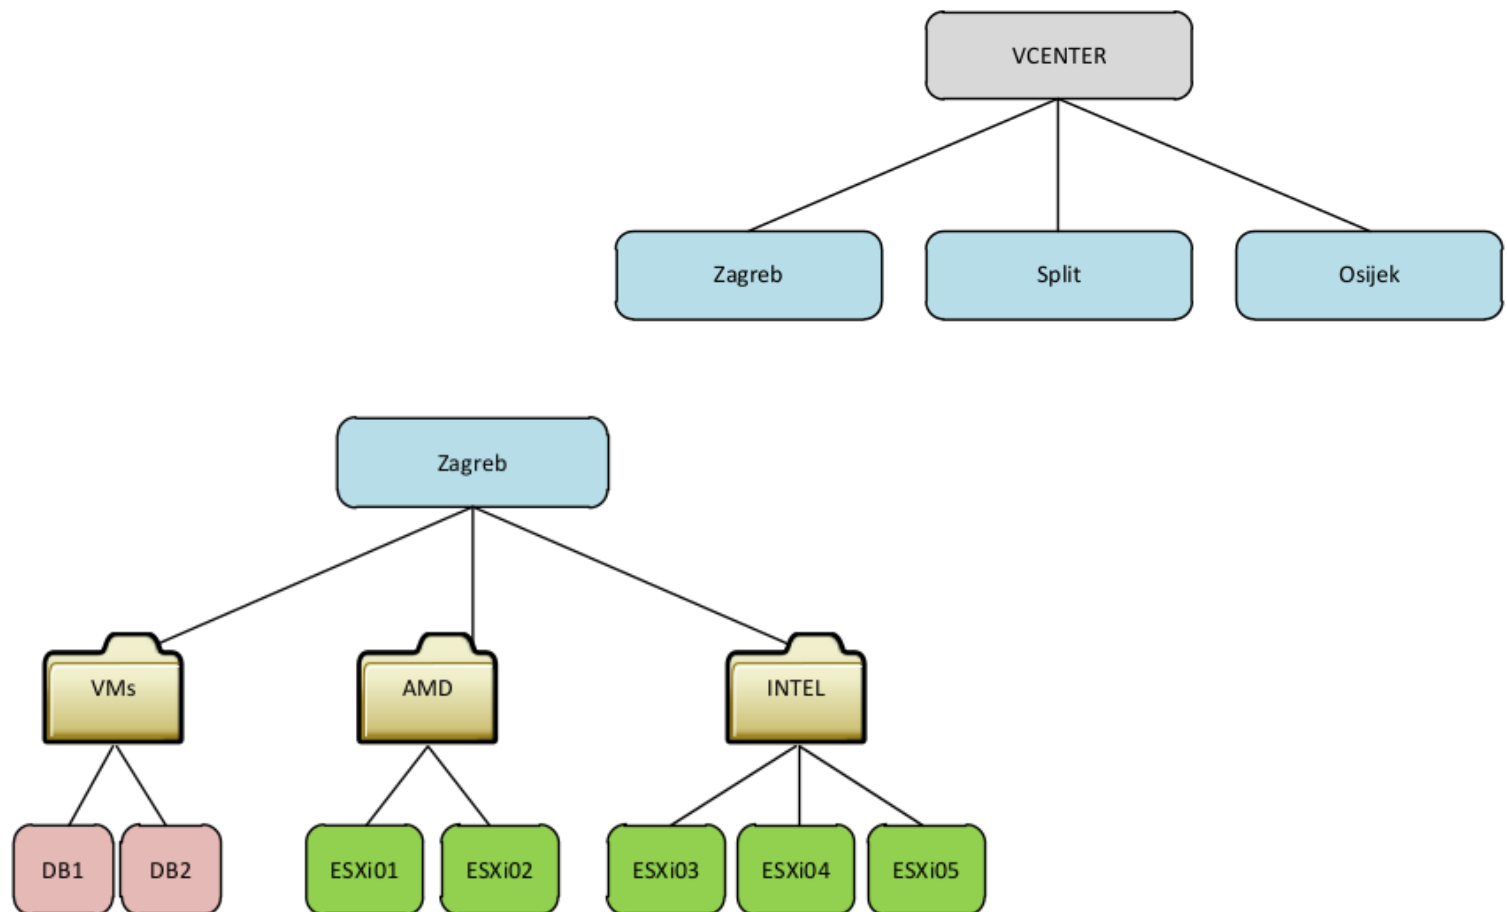 VCENTER
Zagreb
Split
Osijek
Zagreb
VMs
AMD
INTEL
DB1
DB2
ESXi01
ESXi02
ESXi03
ESXi04
ESXi05